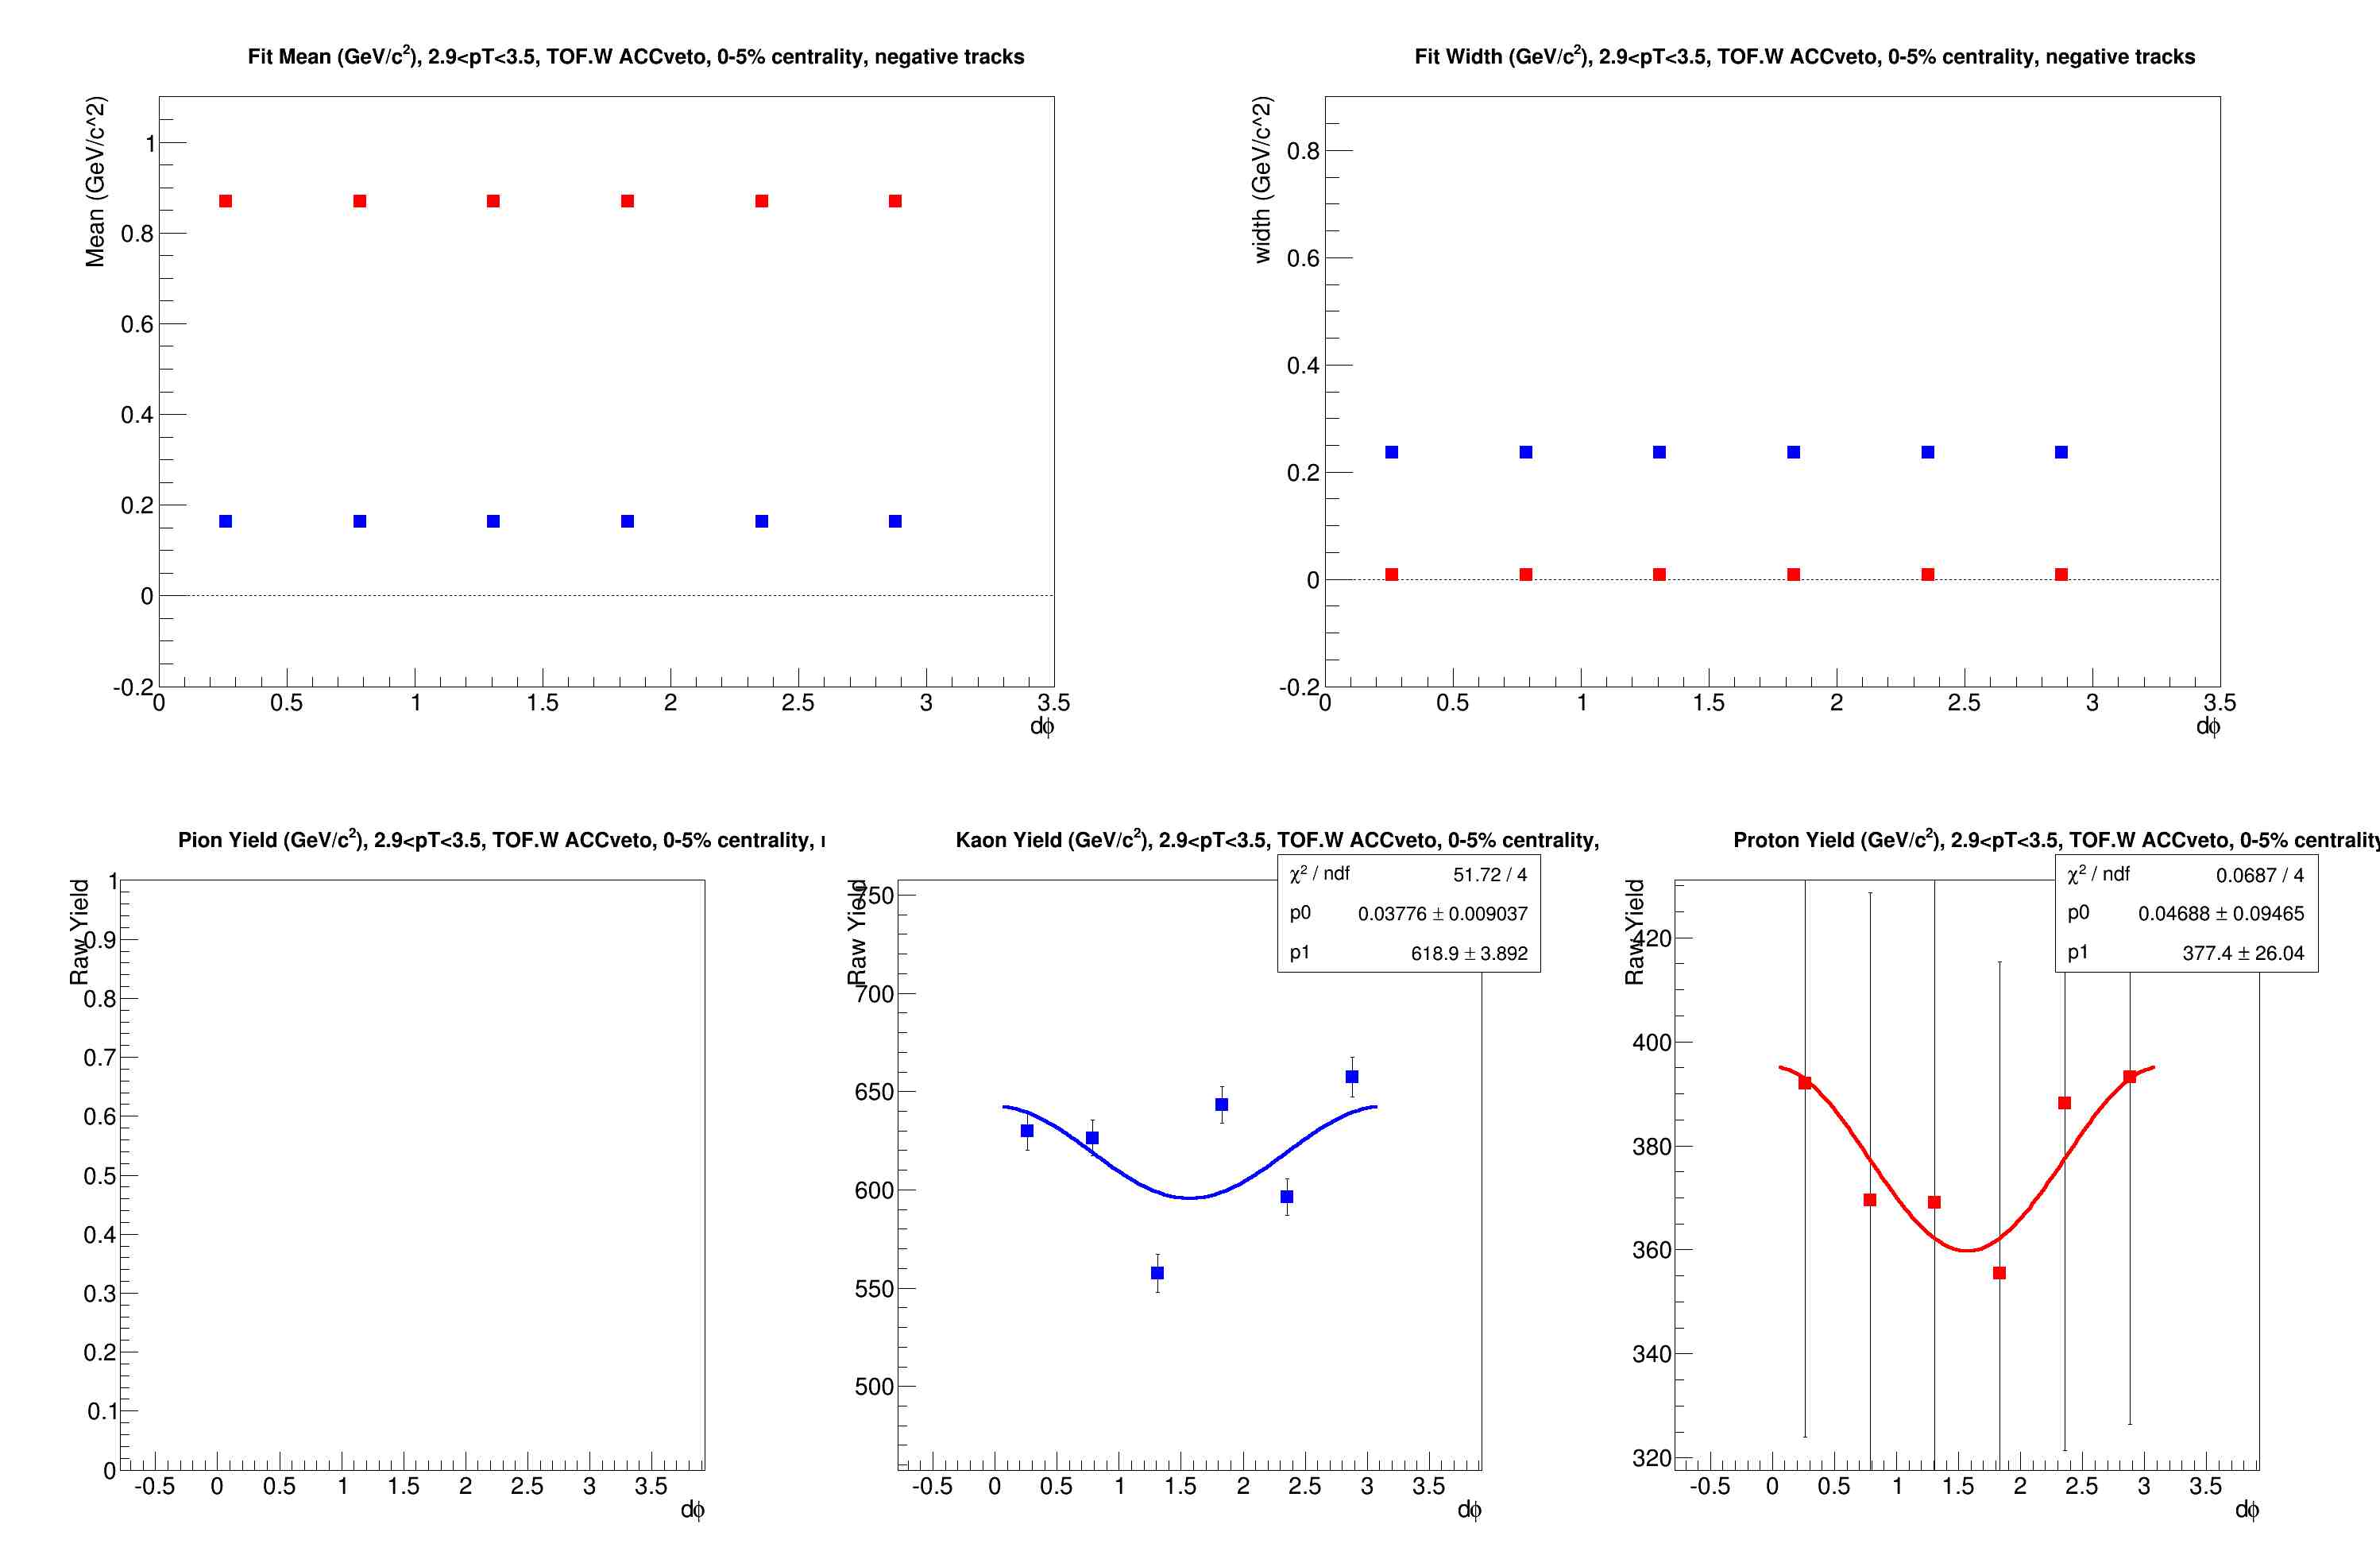 Fit Mean (GeV/c²), 2.9<pT<3.5, TOF.W ACCveto, 0-5% centrality, negative tracks
Mean (GeV/c^2)
1
0.8
0.6
0.4
0.2
0
-0.2
0 0.5 1 1.5 2 2.5 3 3.5
dϕ
Fit Width (GeV/c²), 2.9<pT<3.5, TOF.W ACCveto, 0-5% centrality, negative tracks
width (GeV/c^2)
0.8
0.6
0.4
0.2
0
-0.2
0 0.5 1 1.5 2 2.5 3 3.5
dϕ
Pion Yield (GeV/c²), 2.9<pT<3.5, TOF.W ACCveto, 0-5% centrality,
Raw Yield
1
0.9
0.8
0.7
0.6
0.5
0.4
0.3
0.2
0.1
0
-0.5 0 0.5 1 1.5 2 2.5 3 3.5
dϕ
Kaon Yield (GeV/c²), 2.9<pT<3.5, TOF.W ACCveto, 0-5% centrality,
χ² / ndf 51.72 / 4
p0 0.03776 ± 0.009037
p1 618.9 ± 3.892
Raw Yield
750
700
650
600
550
500
-0.5 0 0.5 1 1.5 2 2.5 3 3.5
dϕ
Proton Yield (GeV/c²), 2.9<pT<3.5, TOF.W ACCveto, 0-5% centrality
χ² / ndf 0.0687 / 4
p0 0.04688 ± 0.09465
p1 377.4 ± 26.04
Raw Yield
420
400
380
360
340
320
-0.5 0 0.5 1 1.5 2 2.5 3 3.5
dϕ